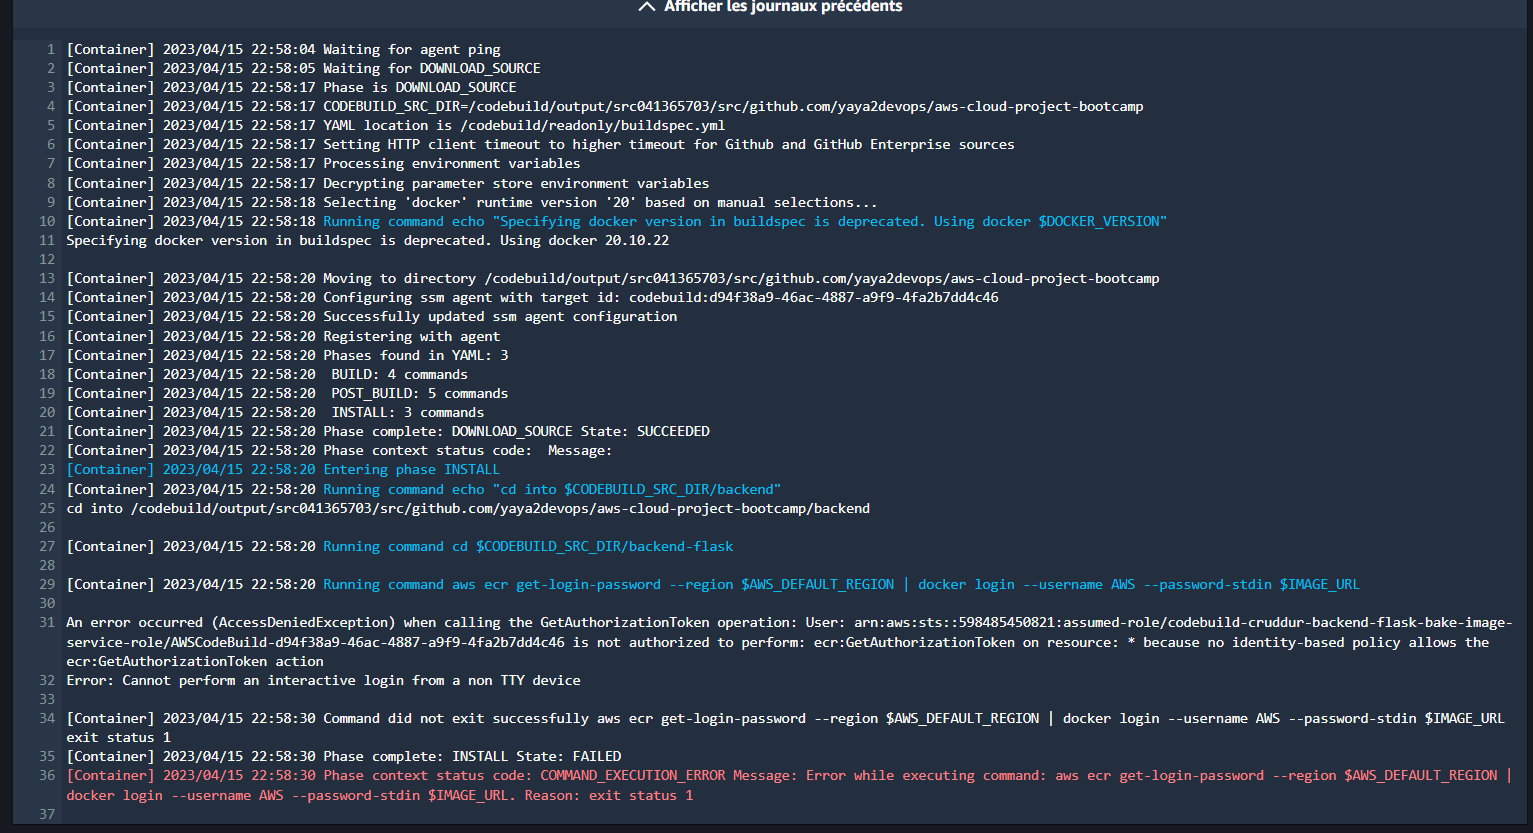 Afficher les journaux précédents
1 [Container] 2023/04/15 22:58:04 Waiting for agent ping
2 [Container] 2023/04/15 22:58:05 Waiting for DOWNLOAD_SOURCE
3 [Container] 2023/04/15 22:58:17 Phase is DOWNLOAD_SOURCE
4 [Container] 2023/04/15 22:58:17 CODEBUILD_SRC_DIR=/codebuild/output/src041365703/src/github.com/yaya2devops/aws-cloud-project-bootcamp
5 [Container] 2023/04/15 22:58:17 YAML location is /codebuild/readonly/buildspec.yml
6 [Container] 2023/04/15 22:58:17 Setting HTTP client timeout to higher timeout for Github and GitHub Enterprise sources
7 [Container] 2023/04/15 22:58:17 Processing environment variables
8 [Container] 2023/04/15 22:58:17 Decrypting parameter store environment variables
9 [Container] 2023/04/15 22:58:18 Selecting 'docker' runtime version '20' based on manual selections...
10 [Container] 2023/04/15 22:58:18 Running command echo "Specifying docker version in buildspec is deprecated. Using docker $DOCKER_VERSION"
11 Specifying docker version in buildspec is deprecated. Using docker 20.10.22
12
13 [Container] 2023/04/15 22:58:20 Moving to directory /codebuild/output/src041365703/src/github.com/yaya2devops/aws-cloud-project-bootcamp
14 [Container] 2023/04/15 22:58:20 Configuring ssm agent with target id: codebuild:d94f38a9-46ac-4887-a9f9-4fa2b7dd4c46
15 [Container] 2023/04/15 22:58:20 Successfully updated ssm agent configuration
16 [Container] 2023/04/15 22:58:20 Registering with agent
17 [Container] 2023/04/15 22:58:20 Phases found in YAML: 3
18 [Container] 2023/04/15 22:58:20  BUILD: 4 commands
19 [Container] 2023/04/15 22:58:20  POST_BUILD: 5 commands
20 [Container] 2023/04/15 22:58:20  INSTALL: 3 commands
21 [Container] 2023/04/15 22:58:20 Phase complete: DOWNLOAD_SOURCE State: SUCCEEDED
22 [Container] 2023/04/15 22:58:20 Phase context status code:  Message:
23 [Container] 2023/04/15 22:58:20 Entering phase INSTALL
24 [Container] 2023/04/15 22:58:20 Running command echo "cd into $CODEBUILD_SRC_DIR/backend"
25 cd into /codebuild/output/src041365703/src/github.com/yaya2devops/aws-cloud-project-bootcamp/backend
26
27 [Container] 2023/04/15 22:58:20 Running command cd $CODEBUILD_SRC_DIR/backend-flask
28
29 [Container] 2023/04/15 22:58:20 Running command aws ecr get-login-password --region $AWS_DEFAULT_REGION | docker login --username AWS --password-stdin $IMAGE_URL
30
31 An error occurred (AccessDeniedException) when calling the GetAuthorizationToken operation: User: arn:aws:sts::598485450821:assumed-role/codebuild-cruddur-backend-flask-bake-image-
service-role/AWSCodeBuild-d94f38a9-46ac-4887-a9f9-4fa2b7dd4c46 is not authorized to perform: ecr:GetAuthorizationToken on resource: * because no identity-based policy allows the
ecr:GetAuthorizationToken action
32 Error: Cannot perform an interactive login from a non TTY device
33
34 [Container] 2023/04/15 22:58:30 Command did not exit successfully aws ecr get-login-password --region $AWS_DEFAULT_REGION | docker login --username AWS --password-stdin $IMAGE_URL
exit status 1
35 [Container] 2023/04/15 22:58:30 Phase complete: INSTALL State: FAILED
36 [Container] 2023/04/15 22:58:30 Phase context status code: COMMAND_EXECUTION_ERROR Message: Error while executing command: aws ecr get-login-password --region $AWS_DEFAULT_REGION |
docker login --username AWS --password-stdin $IMAGE_URL. Reason: exit status 1
37